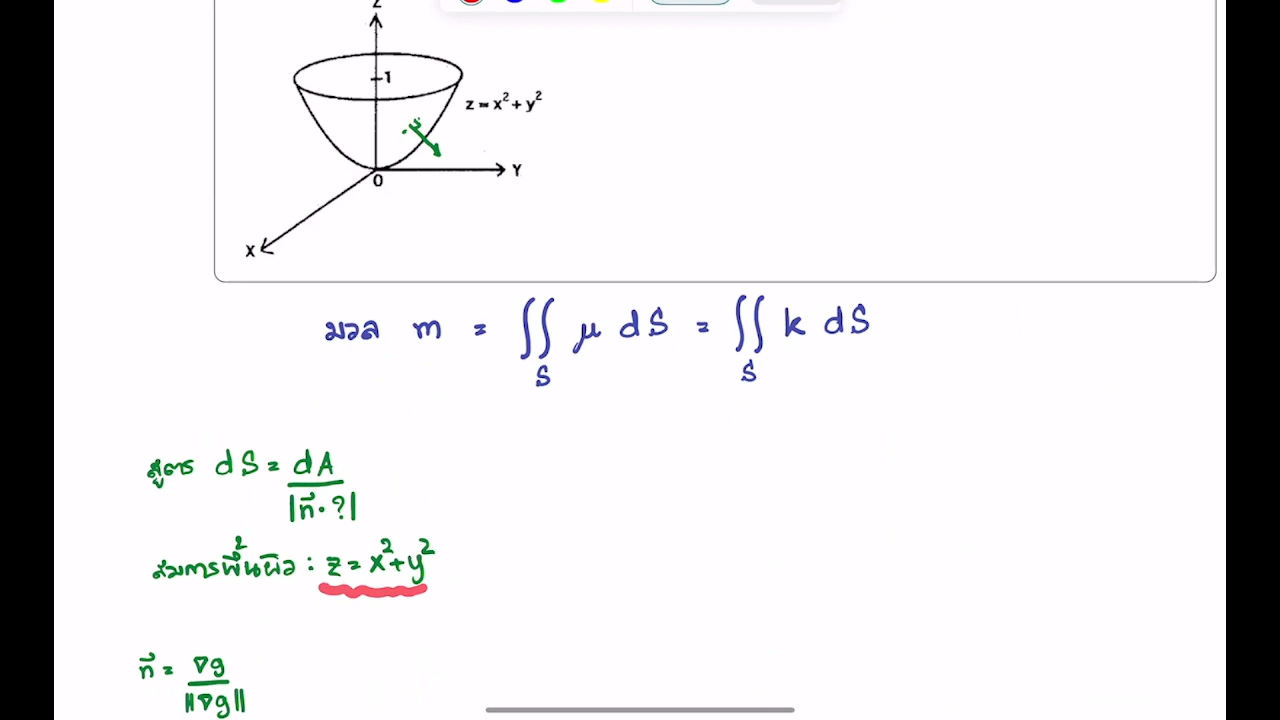 Z
1
z = x² + y²
Y
0
X
มวล m = ∬_S μ dS = ∬_S k dS
สูตร dS = dA / |n⃗ · ?|
สมการพื้นผิว : z = x² + y²
n⃗ = ∇g / ||∇g||